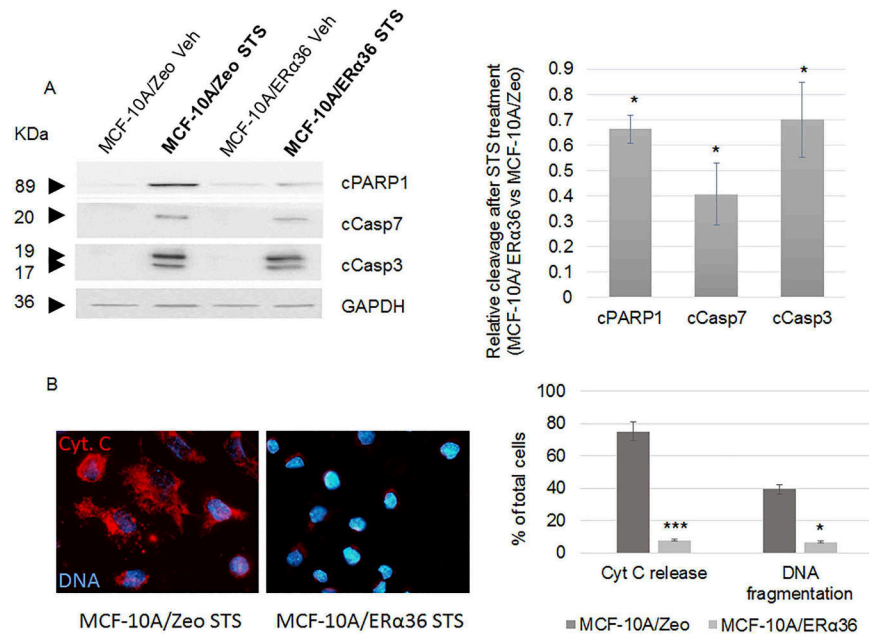 A
KDa
MCF-10A/Zeo Veh
MCF-10A/Zeo STS
MCF-10A/ERα36 Veh
MCF-10A/ERα36 STS
89
cPARP1
20
cCasp7
19
17
cCasp3
36
GAPDH
Relative cleavage after STS treatment
(MCF-10A/ ERα36 vs MCF-10A/Zeo)
0.9
0.8
0.7
0.6
0.5
0.4
0.3
0.2
0.1
0
*
*
*
cPARP1 cCasp7 cCasp3
B
Cyt. C
DNA
MCF-10A/Zeo STS
MCF-10A/ERα36 STS
% of total cells
100
80
60
40
20
0
***
*
Cyt C release
DNA
fragmentation
MCF-10A/Zeo MCF-10A/ERα36